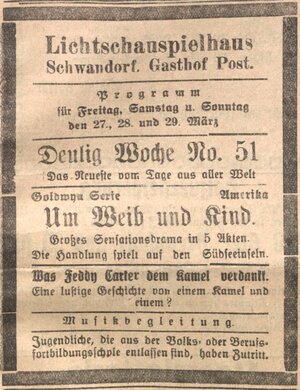 Lichtschauspielhaus
Schwandorf. Gasthof Post.
Programm
für Freitag, Samstag u. Sonntag
den 27., 28. und 29. März
Deulig Woche No. 51
Das Neueste vom Tage aus aller Welt
Goldwyn Serie Amerika
Um Weib und Kind.
Großes Sensationsdrama in 5 Akten.
Die Handlung spielt auf den Südseeinseln.
Was Feddy Carter dem Kamel verdankt.
Eine lustige Geschichte von einem Kamel und
einem?
Musikbegleitung.
Jugendliche, die aus der Volks- oder Berufs-
fortbildungsschple entlassen sind, haben Zutritt.